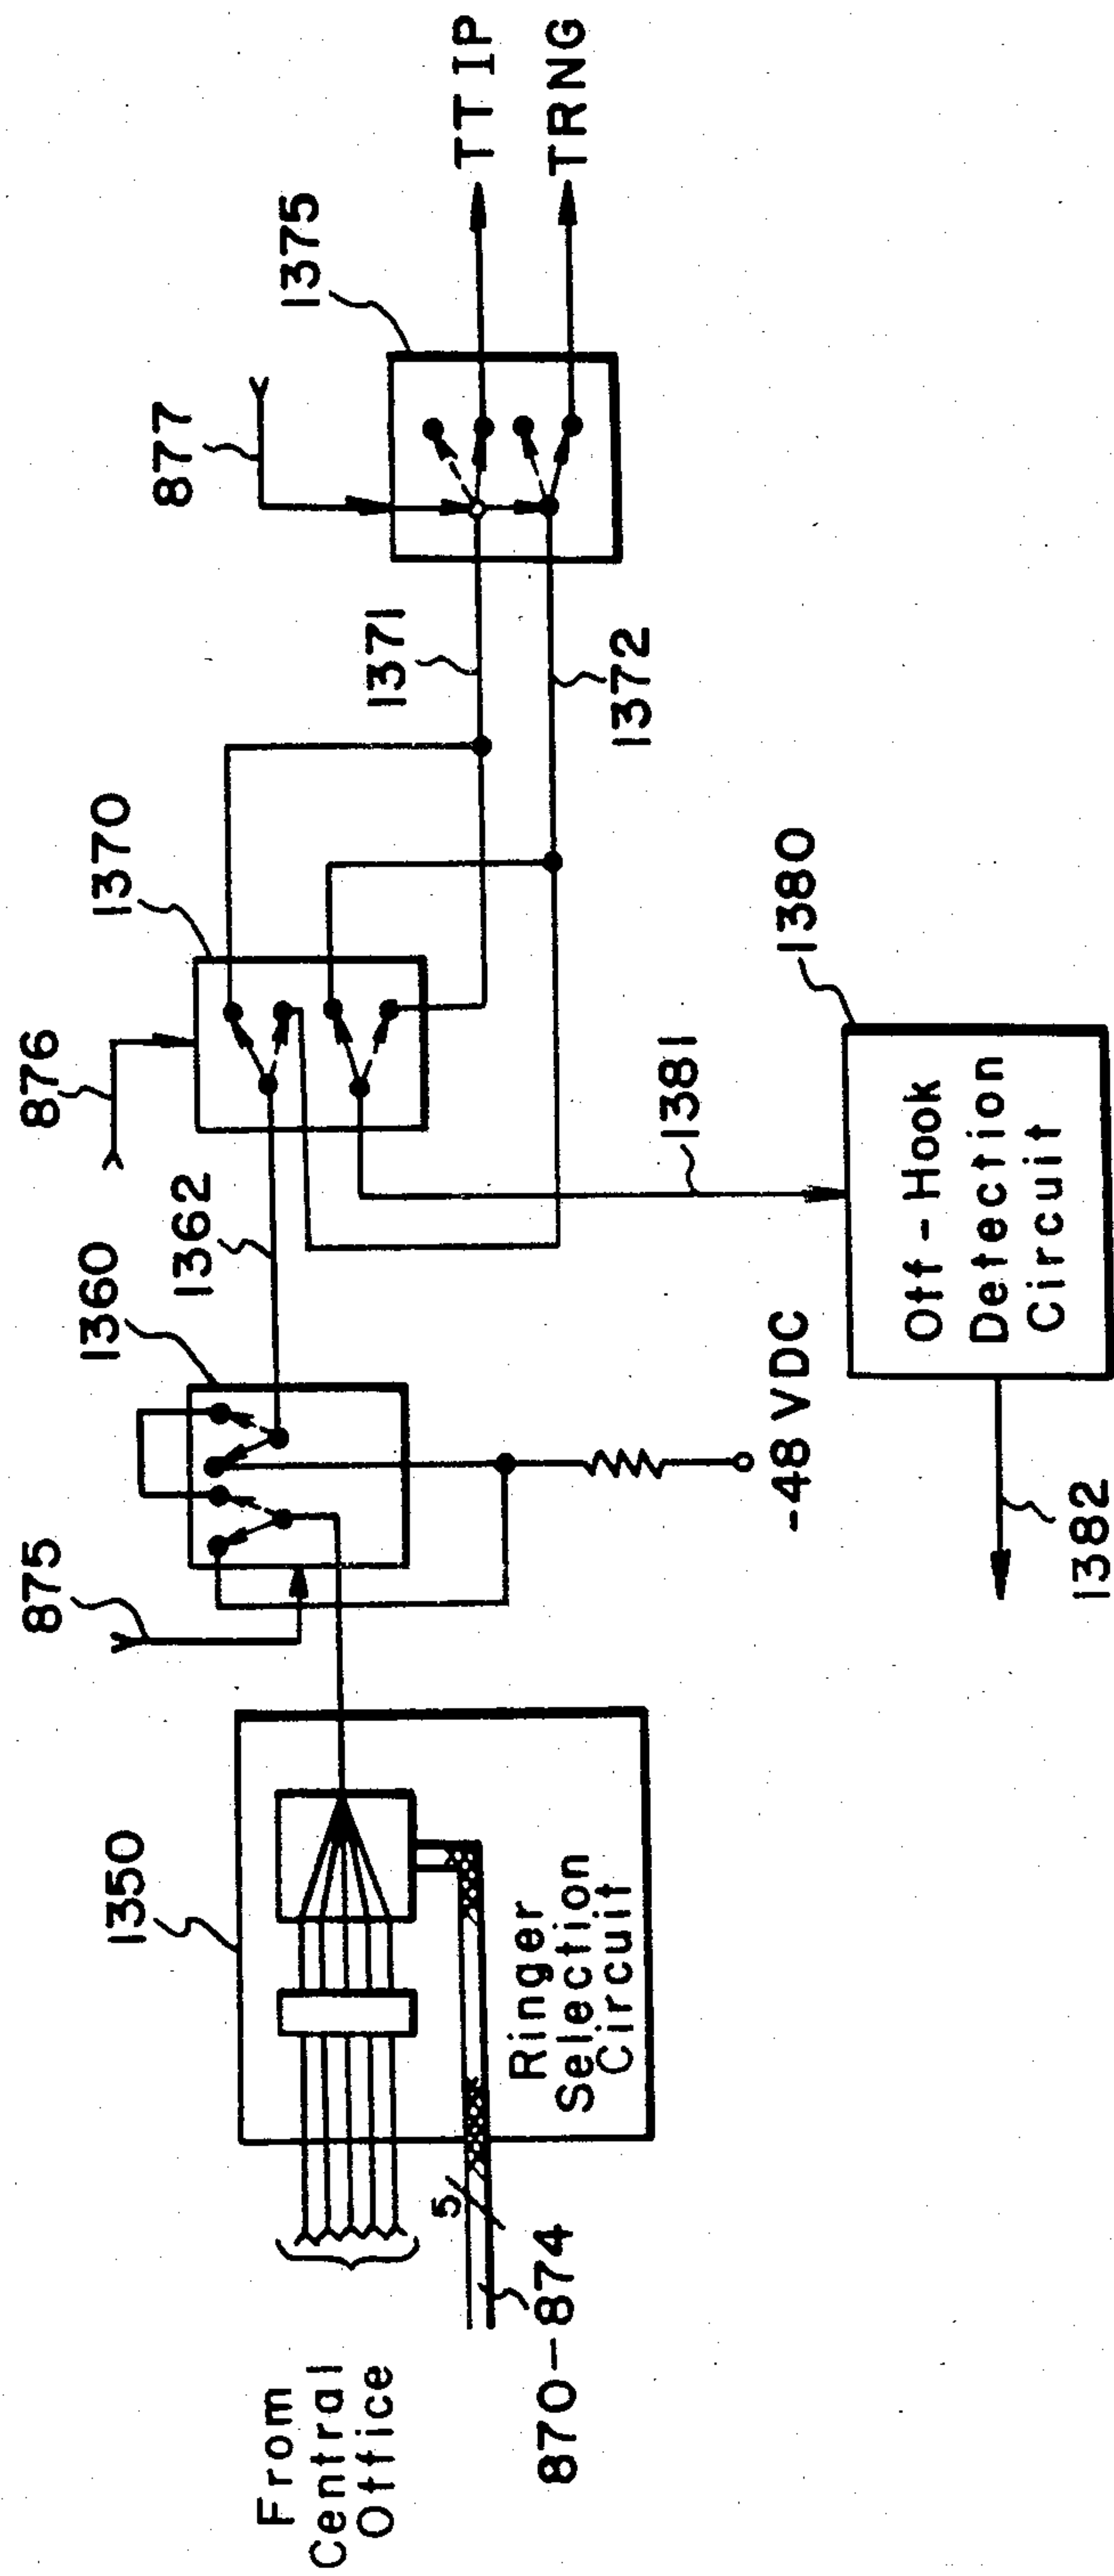 From
Central
Office
870-874
5
1350
Ringer
Selection
Circuit
875
1360
-48 VDC
1362
876
1370
1381
1382
1380
Off-Hook
Detection
Circuit
1371
1372
877
1375
TTIP
TRNG